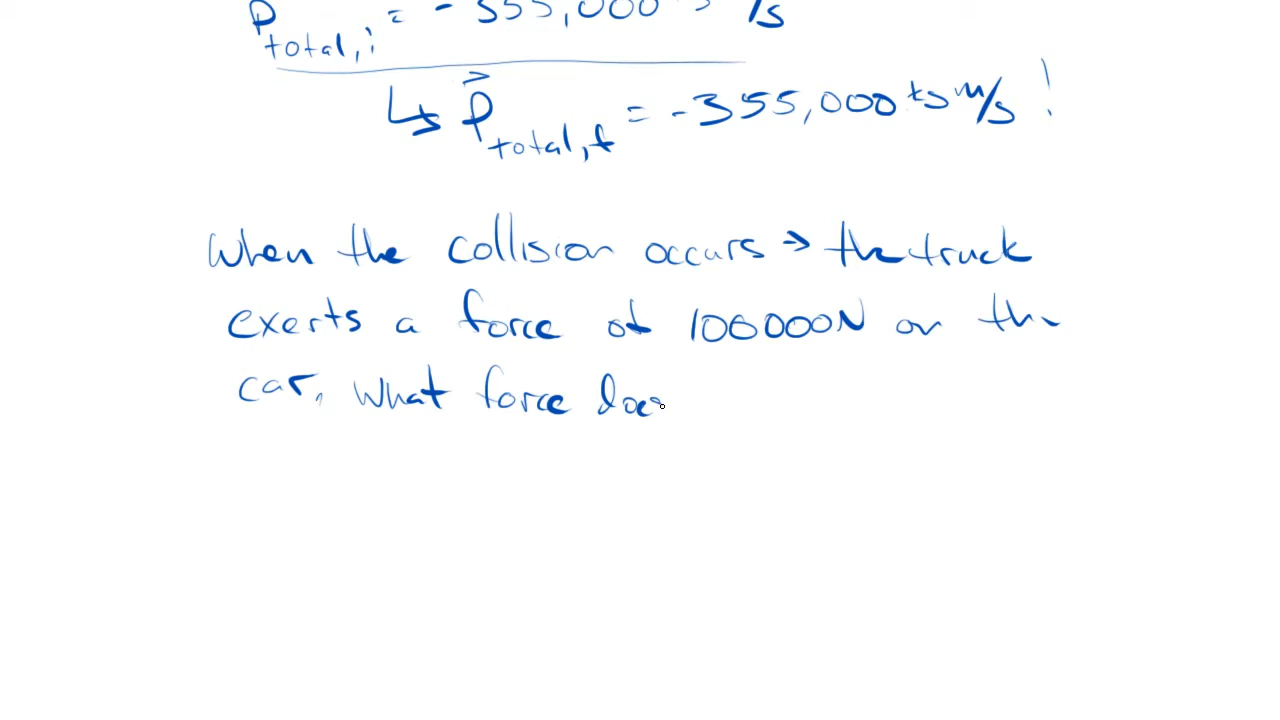 P total,i = - 355,000 /s
↳ P⃗ total,f = -355,000 kg m/s !
When the collision occurs → the truck
exerts a force of 100000N on the
car. What force does